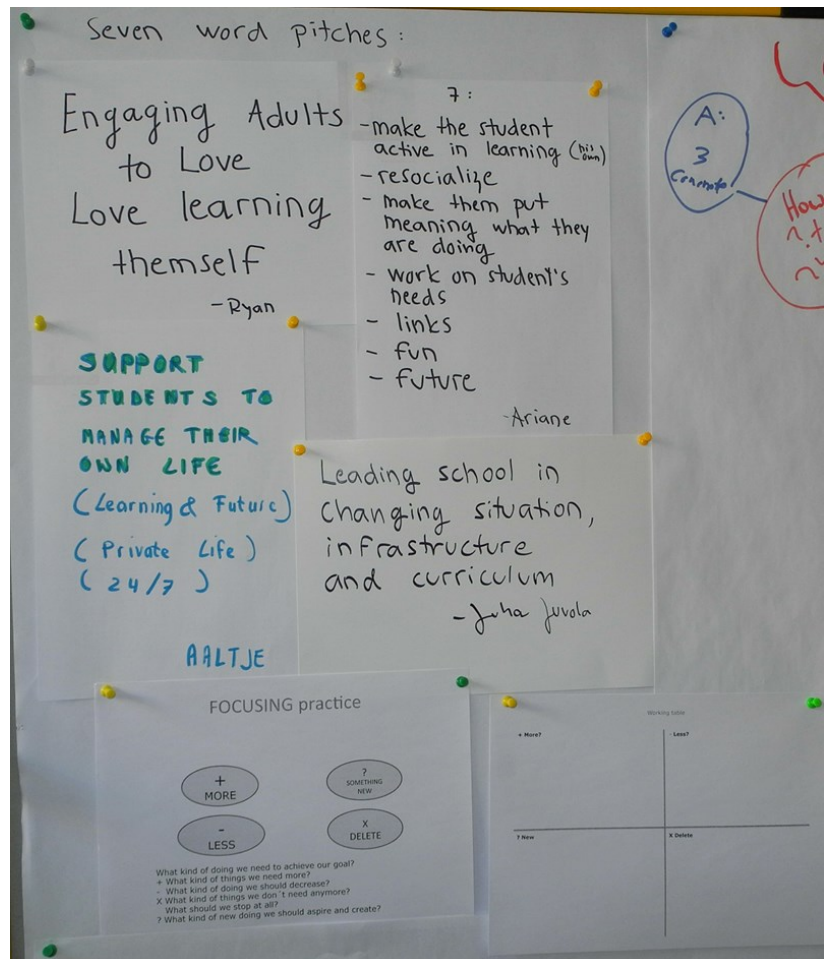 Seven word pitches:
Engaging Adults
to Love
Love learning
themself
-Ryan
7:
-make the student
active in learning (his own)
-resocialize
- make them put
meaning what they
are doing
- work on student's
needs
- links
- fun
- future
-Ariane
SUPPORT
STUDENTS TO
MANAGE THEIR
OWN LIFE
(Learning & Future)
(Private Life)
(24/7)
AALTJE
Leading school in
changing situation,
infrastructure
and curriculum
-Juha Juvola
A:
3
How
FOCUSING practice
+
MORE
?
SOMETHING
NEW
-
LESS
X
DELETE
What kind of doing we need to achieve our goal?
+ What kind of things we need more?
- What kind of doing we should decrease?
X What kind of things we don´t need anymore?
What should we stop at all?
? What kind of new doing we should aspire and create?
Working table
+ More?
- Less?
? New
X Delete